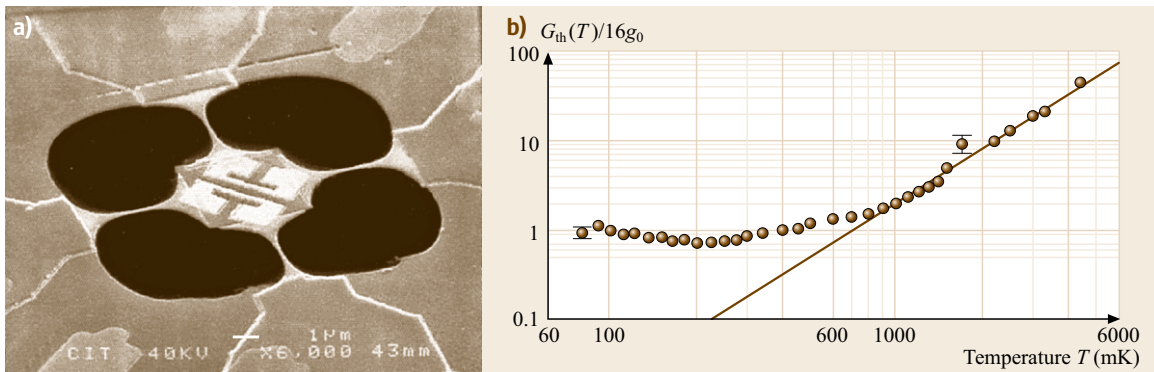 a)
1µm
CIT 40KV X6,000 43mm
b) G_th(T)/16g_0
100
10
1
0.1
60 100 600 1000 6000
Temperature T (mK)